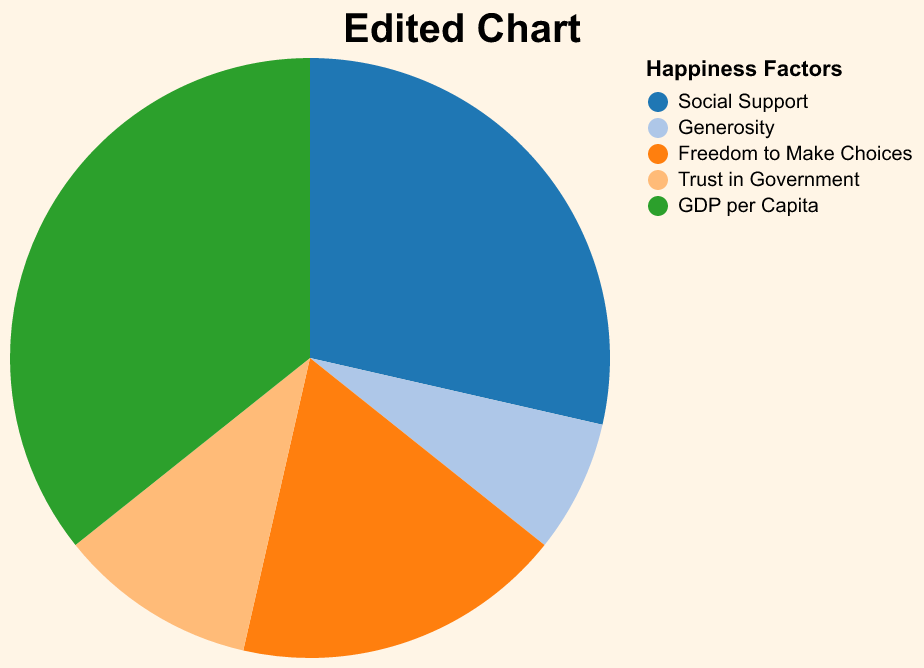 Edited Chart
Happiness Factors
Social Support
Generosity
Freedom to Make Choices
Trust in Government
GDP per Capita